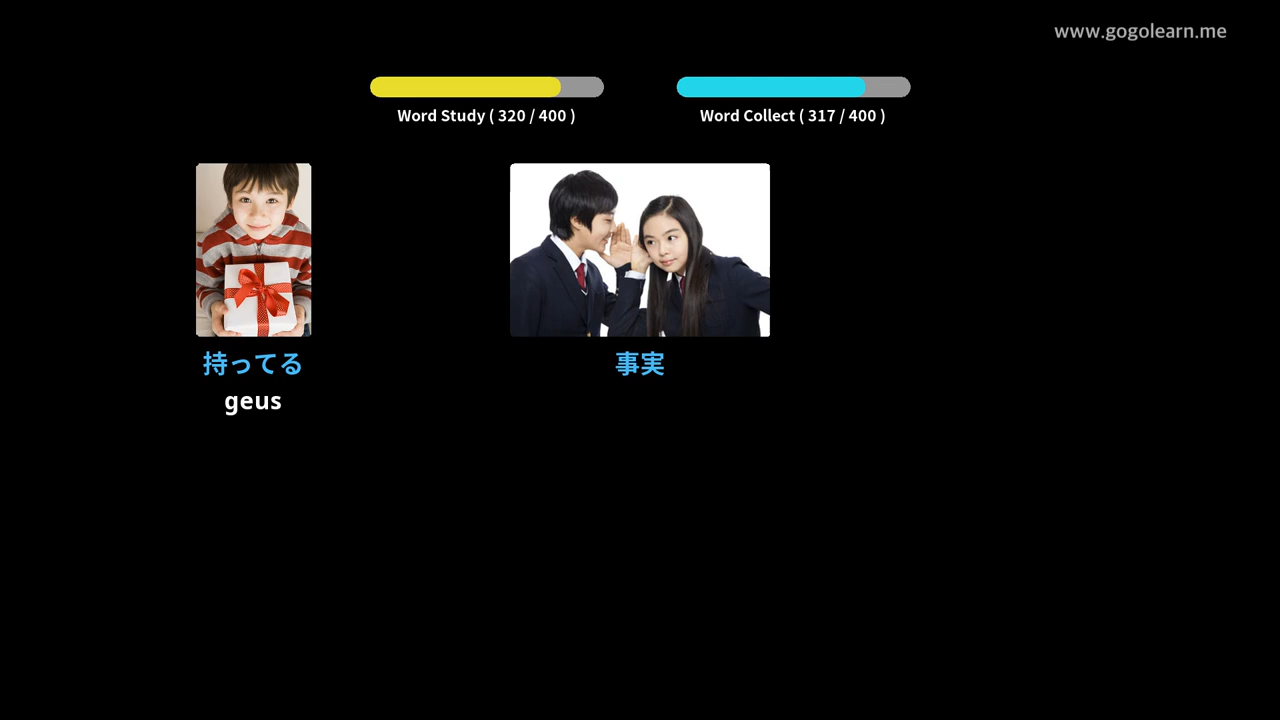 www.gogolearn.me
Word Study ( 320 / 400 )
Word Collect ( 317 / 400 )
持ってる
geus
事実